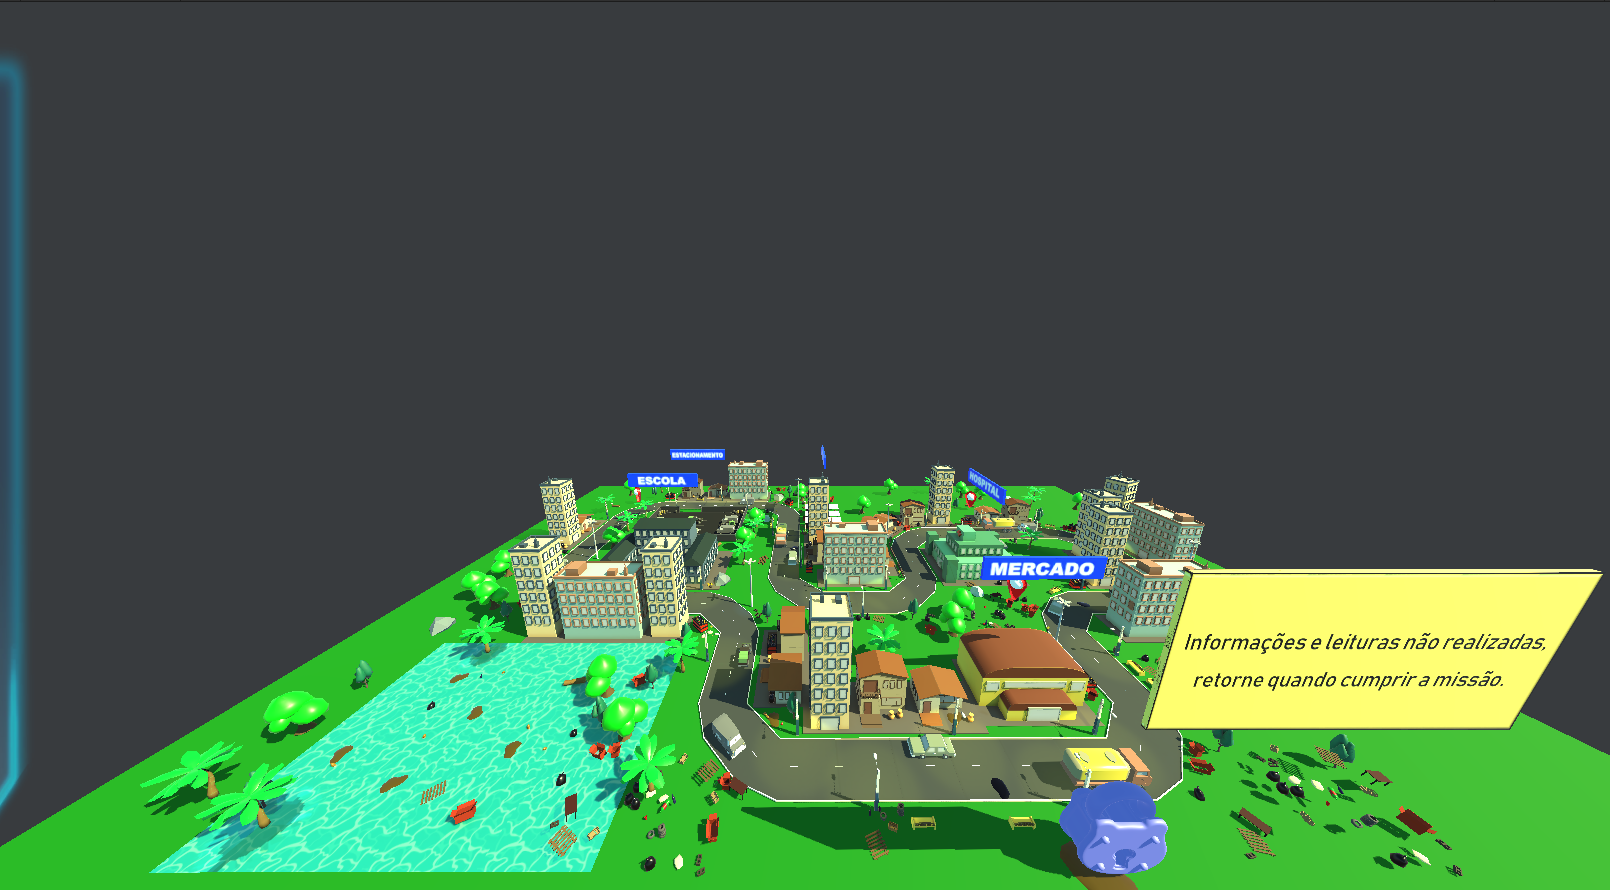 ESTACIONAMENTO
ESCOLA
HOSPITAL
MERCADO
Informações e leituras não realizadas,
retorne quando cumprir a missão.